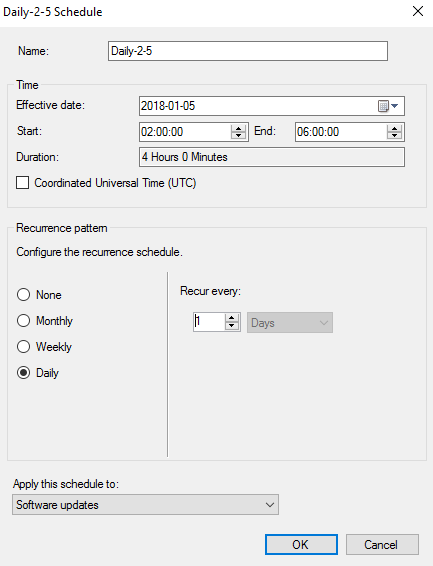 Daily-2-5 Schedule
Name: Daily-2-5
Time
Effective date: 2018-01-05
Start: 02:00:00 End: 06:00:00
Duration: 4 Hours 0 Minutes
Coordinated Universal Time (UTC)
Recurrence pattern
Configure the recurrence schedule.
None
Monthly
Weekly
Daily
Recur every:
1 Days
Apply this schedule to:
Software updates
OK Cancel